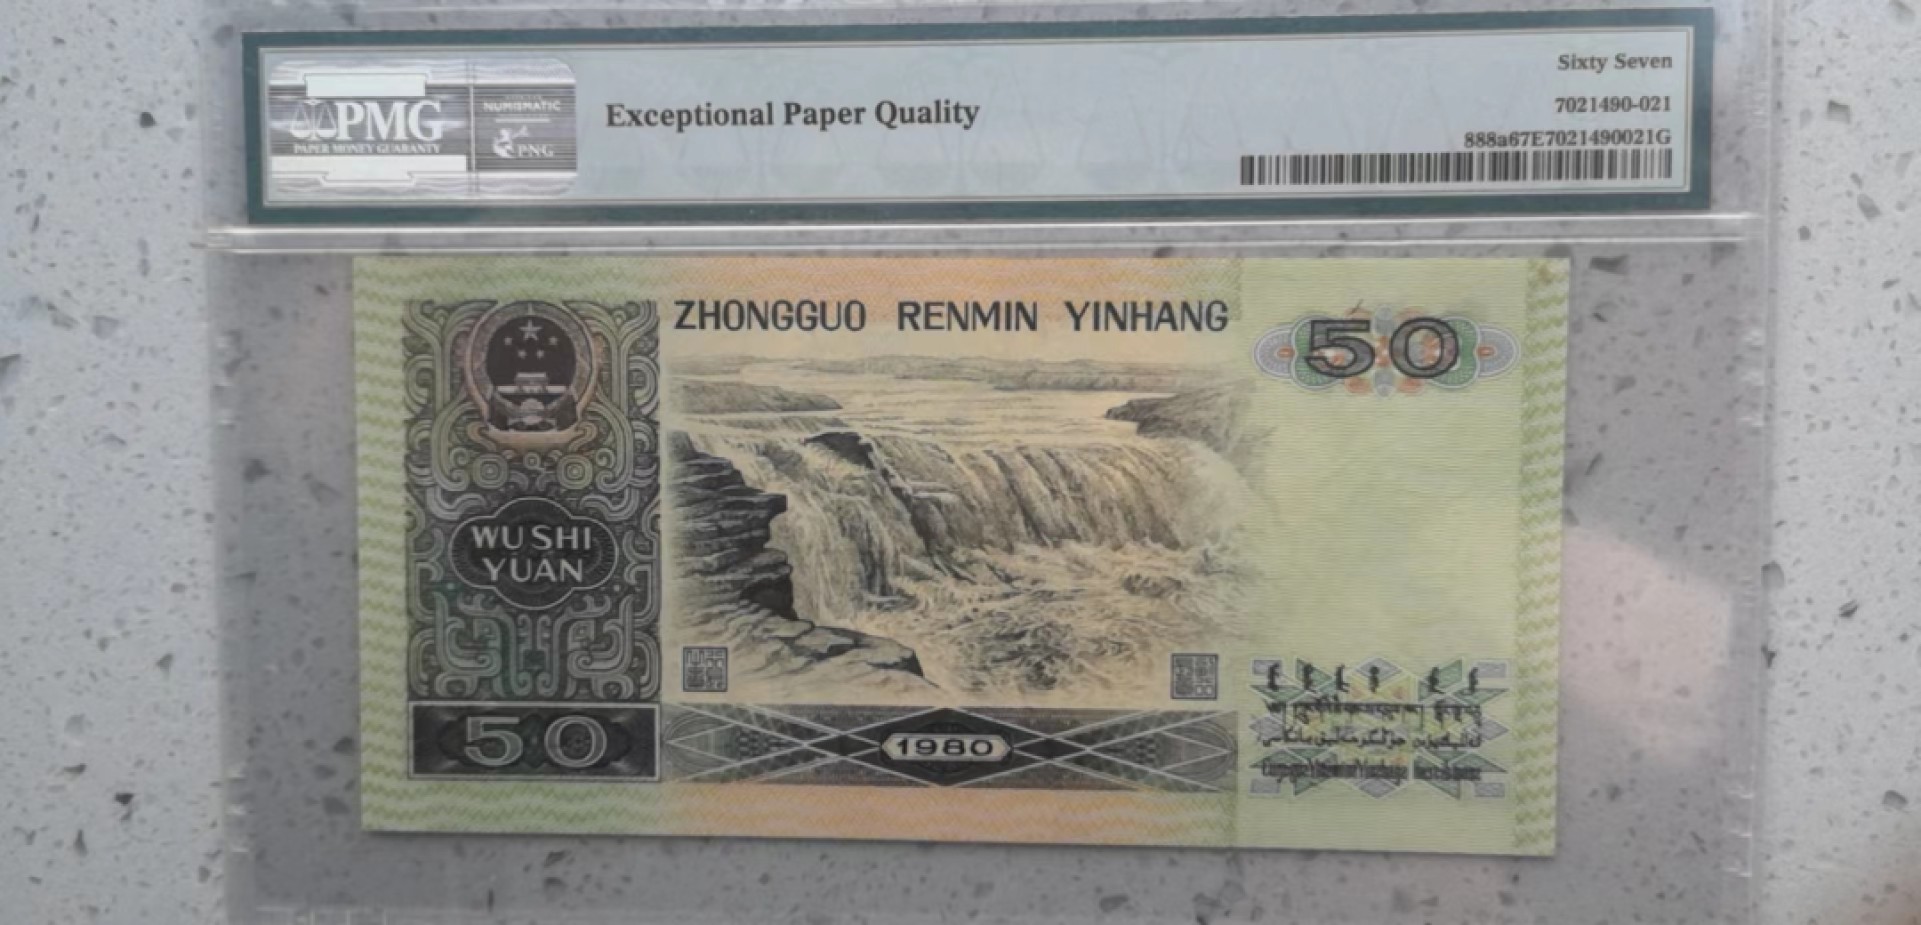 PMG
PAPER MONEY GUARANTY
NUMISMATIC
PNG
Exceptional Paper Quality
Sixty Seven
7021490-021
888a67E7021490021G
ZHONGGUO RENMIN YINHANG
50
WU SHI
YUAN
50
1980